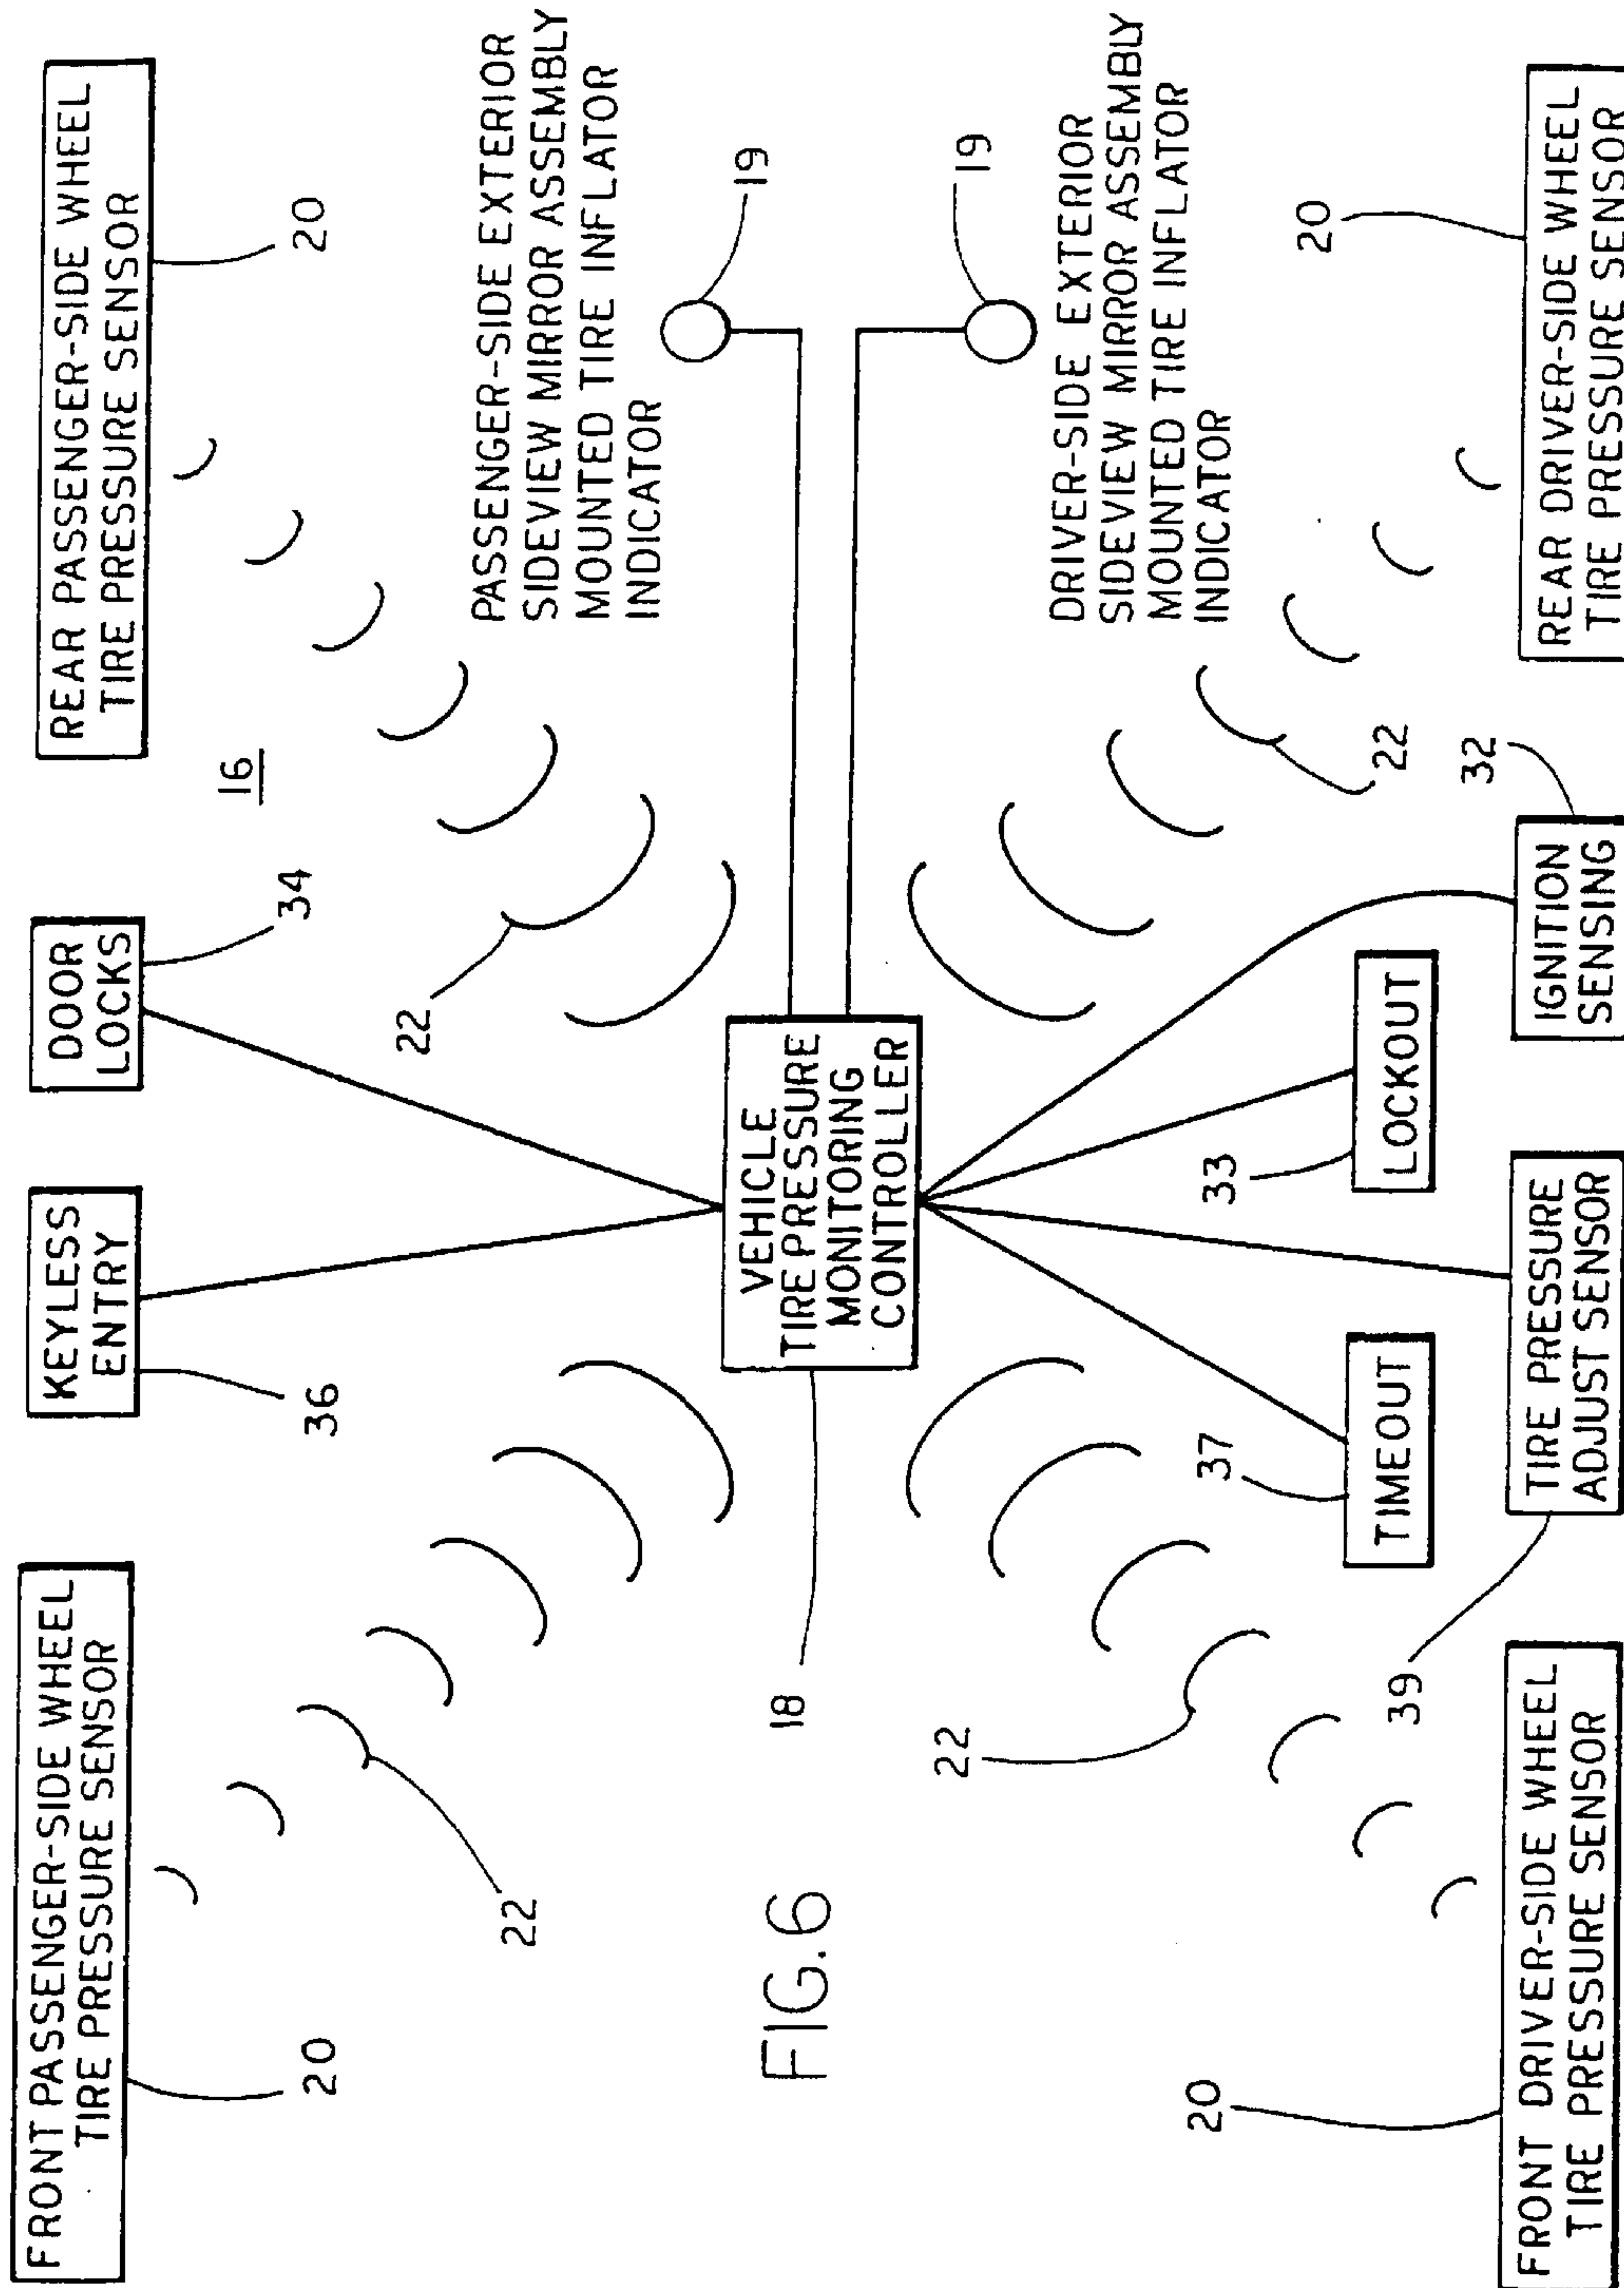 FRONT PASSENGER-SIDE WHEEL
TIRE PRESSURE SENSOR
20
KEYLESS
ENTRY
36
DOOR
LOCKS
34
REAR PASSENGER-SIDE WHEEL
TIRE PRESSURE SENSOR
20
16
22
22
PASSENGER-SIDE EXTERIOR
SIDEVIEW MIRROR ASSEMBLY
MOUNTED TIRE INFLATOR
INDICATOR
19
FIG.6
18
VEHICLE
TIRE PRESSURE
MONITORING
CONTROLLER
19
DRIVER-SIDE EXTERIOR
SIDEVIEW MIRROR ASSEMBLY
MOUNTED TIRE INFLATOR
INDICATOR
22
22
20
37
TIMEOUT
33
LOCKOUT
32
20
39
FRONT DRIVER-SIDE WHEEL
TIRE PRESSURE SENSOR
TIRE PRESSURE
ADJUST SENSOR
IGNITION
SENSING
REAR DRIVER-SIDE WHEEL
TIRE PRESSURE SENSOR